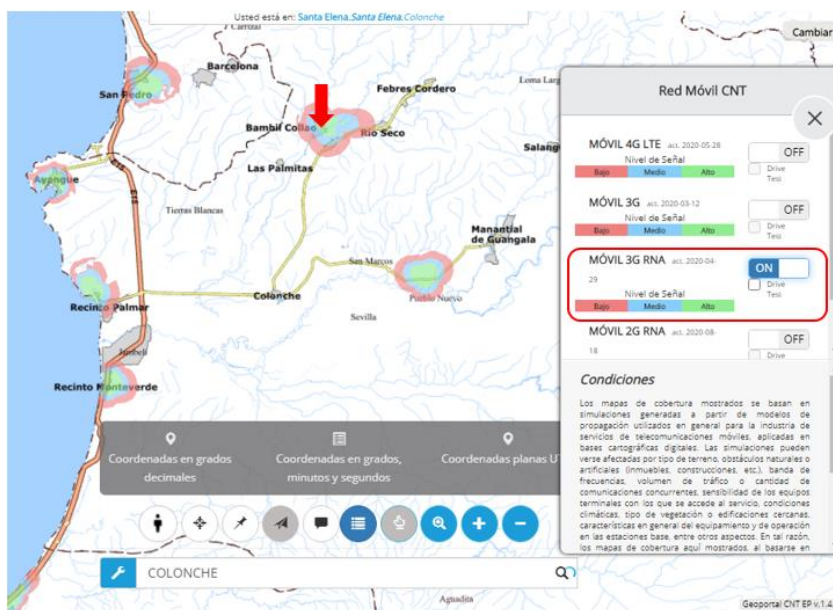 Usted está en: Santa Elena.Santa Elena.Colonche
Cambiar
Carrizal
Barcelona
San Pedro
Febres Cordero
Loma Larg
Bambil Collao
Rio Seco
Salang
Las Palmitas
Ayangue
Tierras Blancas
E15
Manantial
de Guangala
San Marcos
Colonche
Pueblo Nuevo
Recinto Palmar
Sevilla
Jambelí
Recinto Monteverde
Red Móvil CNT
MÓVIL 4G LTE act. 2020-05-28
OFF
Nivel de Señal
Drive
Test
Bajo Medio Alto
MÓVIL 3G act. 2020-03-12
OFF
Nivel de Señal
Drive
Test
Bajo Medio Alto
MÓVIL 3G RNA act. 2020-04-
29
ON
Nivel de Señal
Drive
Test
Bajo Medio Alto
MÓVIL 2G RNA act. 2020-08-
18
OFF
Drive
Condiciones
Los mapas de cobertura mostrados se basan en
simulaciones generadas a partir de modelos de
propagación utilizados en general para la industria de
servicios de telecomunicaciones móviles, aplicadas en
bases cartográficas digitales. Las simulaciones pueden
verse afectadas por tipo de terreno, obstáculos naturales o
artificiales (inmuebles, construcciones, etc.), banda de
frecuencias, volumen de tráfico o cantidad de
comunicaciones concurrentes, sensibilidad de los equipos
terminales con los que se accede al servicio, condiciones
climáticas, tipo de vegetación o edificaciones cercanas,
características en general del equipamiento y de operación
en las estaciones base, entre otros aspectos. En tal razón,
los mapas de cobertura aquí mostrados, al basarse en
Coordenadas en grados
decimales
Coordenadas en grados,
minutos y segundos
Coordenadas planas UT
COLONCHE
Aguadita
Geoportal CNT EP v.1.4